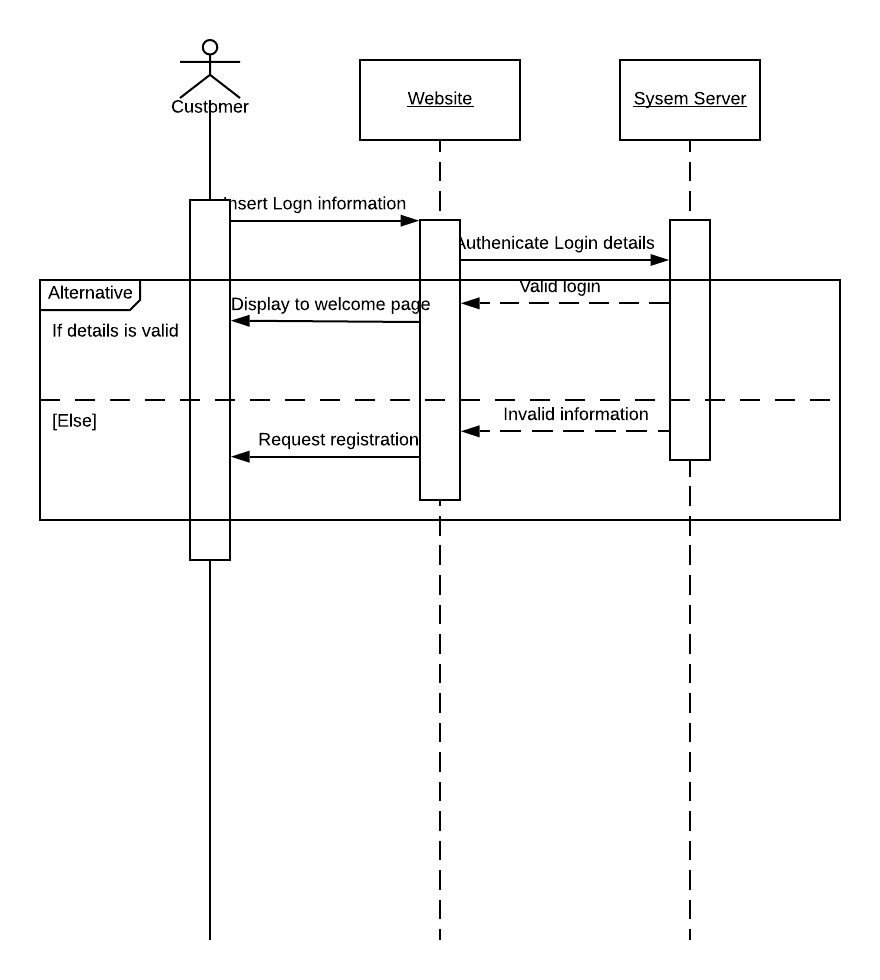 Customer
Website
Sysem Server
Insert Logn information
Authenicate Login details
Alternative
Valid login
Display to welcome page
If details is valid
Invalid information
[Else]
Request registration